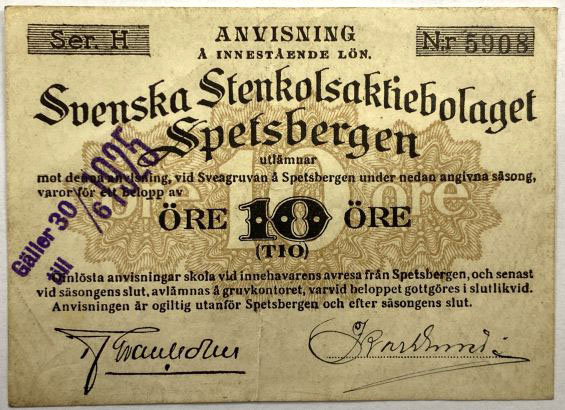 Ser. H
ANVISNING
Nr 5908
Å INNESTÅENDE LÖN.
Svenska Stenkolsaktiebolaget
Spetsbergen
utlämnar
mot denna anvisning, vid Sveagruvan å Spetsbergen under nedan angivna säsong,
varor för ett belopp av
ÖRE 10 ÖRE
(TIO)
Gäller 30/
till
Oinlösta anvisningar skola vid innehavarens avresa från Spetsbergen, och senast
vid säsongens slut, avlämnas å gruvkontoret, varvid beloppet gottgöres i slutlikvid.
Anvisningen är ogiltig utanför Spetsbergen och efter säsongens slut.